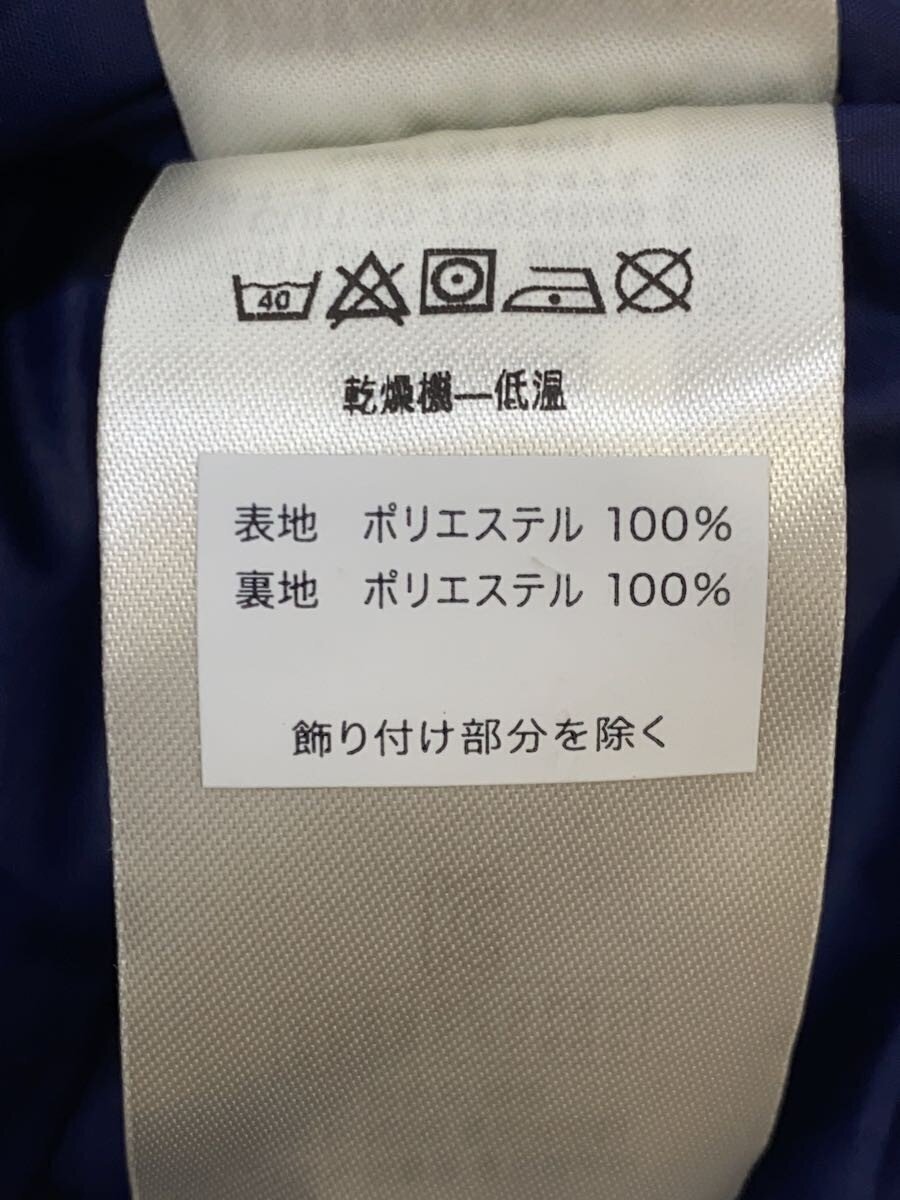 40
乾燥機—低温
表地　ポリエステル 100%
裏地　ポリエステル 100%
飾り付け部分を除く